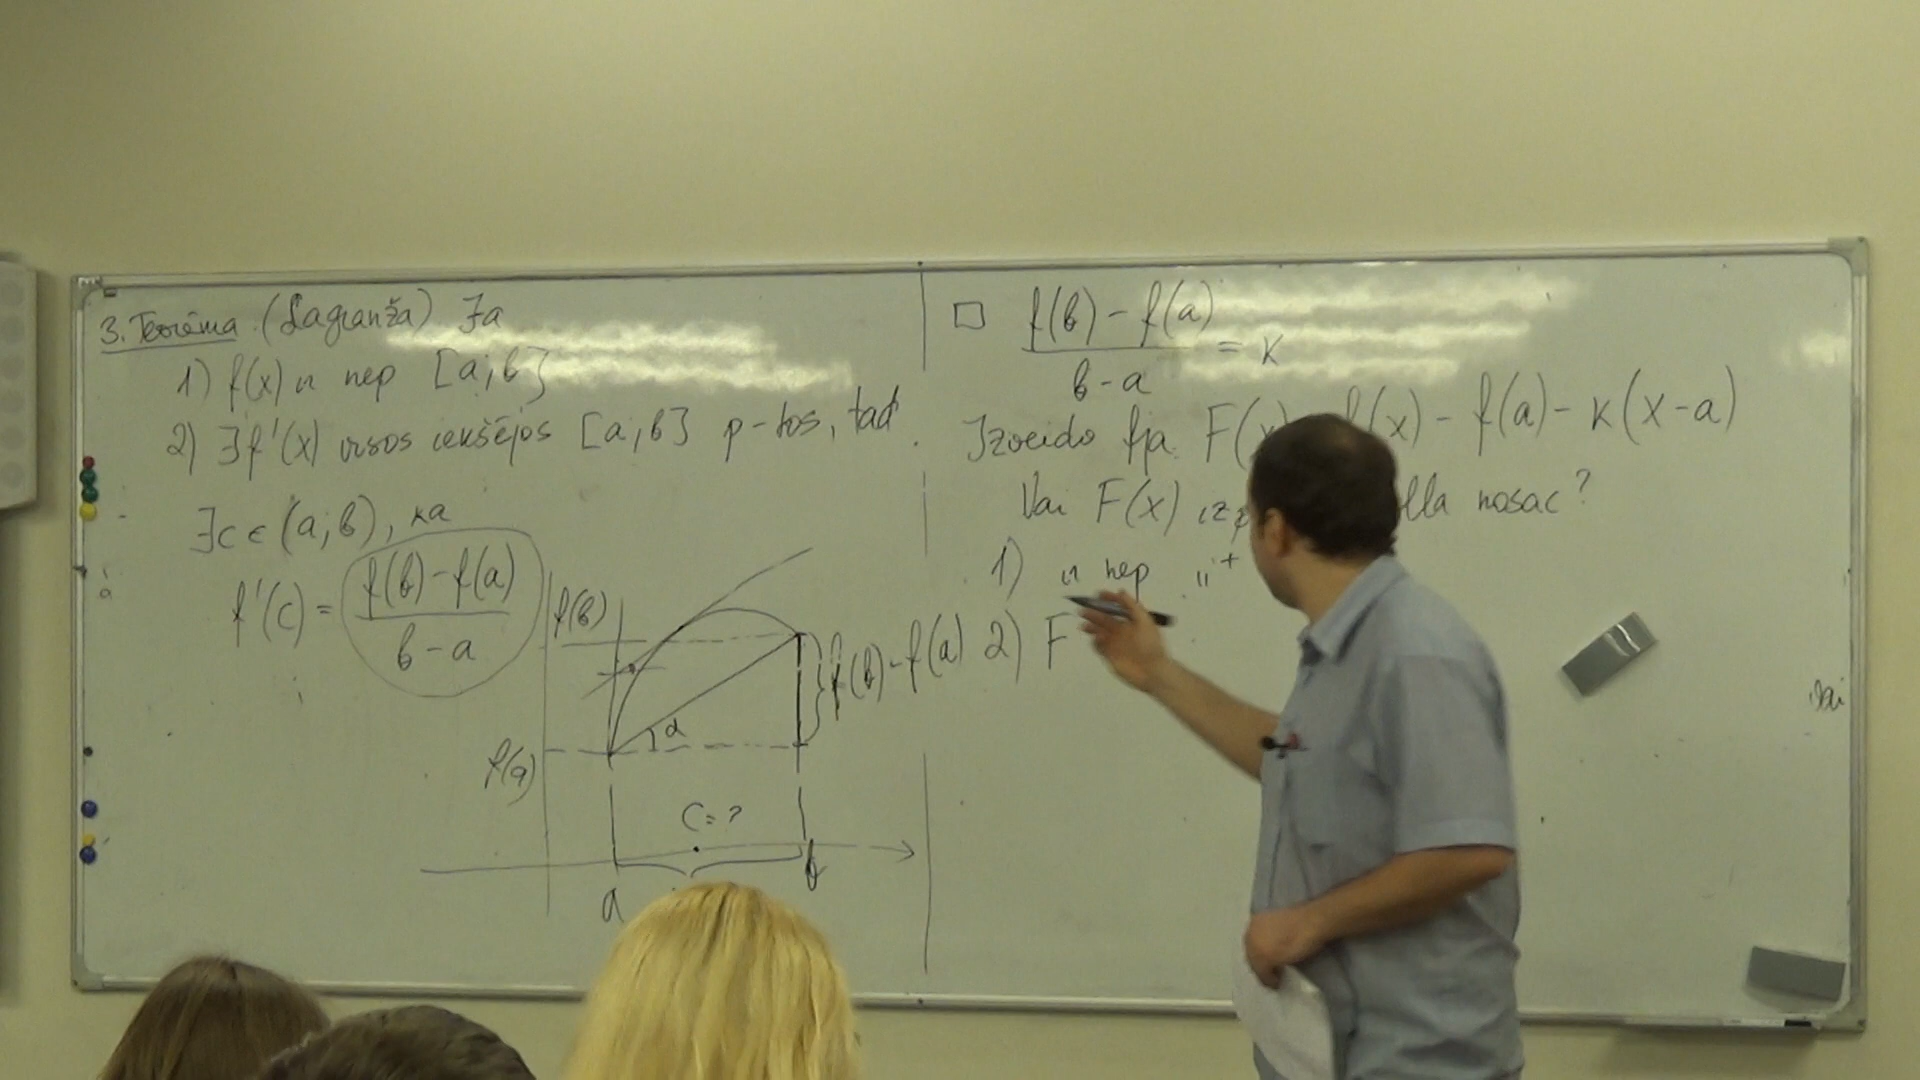 3. Teorēma (Lagranža) Ja
1) f(x) ir nep [a;b]
2) ∃f'(x) visos iekšējos [a;b] p-tos, tad
∃c ∈ (a;b), ka
f'(c) = (f(b)-f(a))/(b-a)
f(b)
f(b)-f(a)
α
f(a)
C=?
a
b
□ (f(b)-f(a))/(b-a) = K
Izveido fja F(x) f(x) - f(a) - K(x-a)
Vai F(x) nosac?
1) ir nep "+
2) F